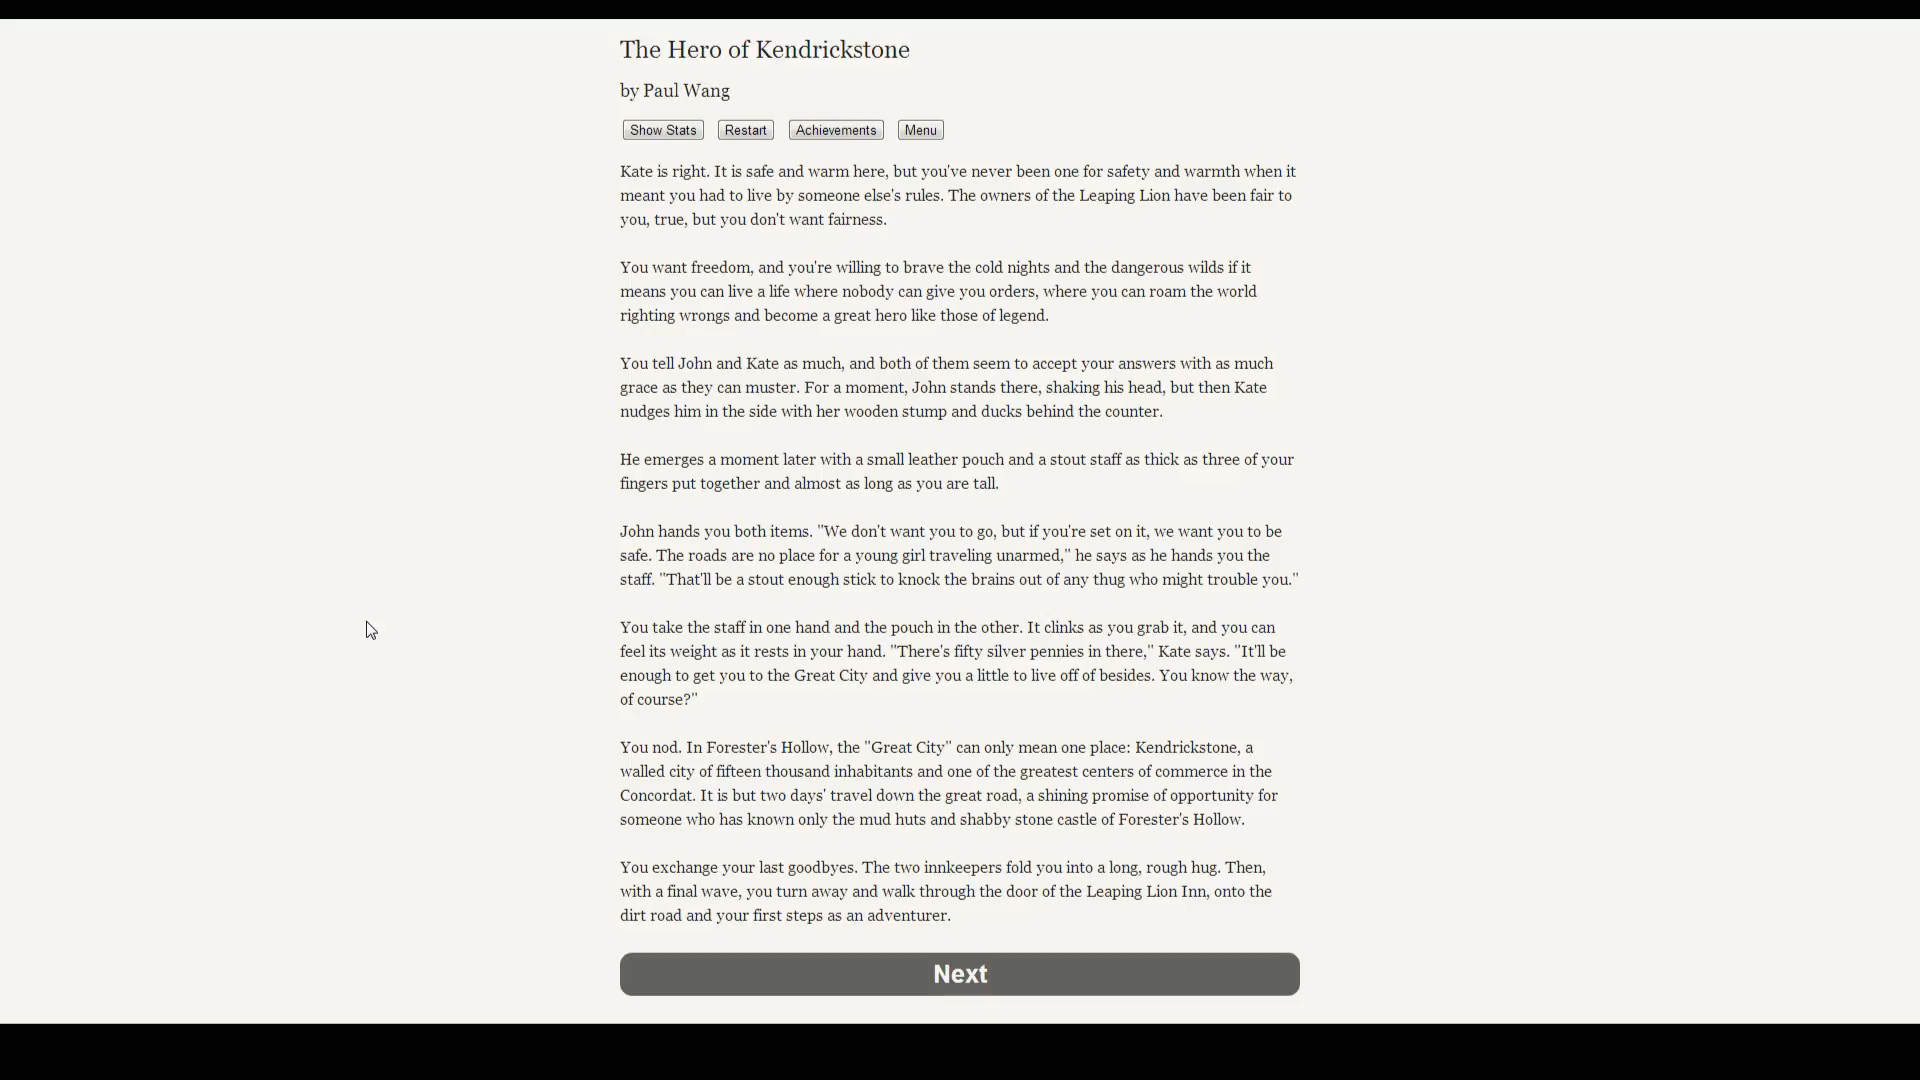 The Hero of Kendrickstone
by Paul Wang
Show Stats Restart Achievements Menu
Kate is right. It is safe and warm here, but you've never been one for safety and warmth when it
meant you had to live by someone else's rules. The owners of the Leaping Lion have been fair to
you, true, but you don't want fairness.
You want freedom, and you're willing to brave the cold nights and the dangerous wilds if it
means you can live a life where nobody can give you orders, where you can roam the world
righting wrongs and become a great hero like those of legend.
You tell John and Kate as much, and both of them seem to accept your answers with as much
grace as they can muster. For a moment, John stands there, shaking his head, but then Kate
nudges him in the side with her wooden stump and ducks behind the counter.
He emerges a moment later with a small leather pouch and a stout staff as thick as three of your
fingers put together and almost as long as you are tall.
John hands you both items. "We don't want you to go, but if you're set on it, we want you to be
safe. The roads are no place for a young girl traveling unarmed," he says as he hands you the
staff. "That'll be a stout enough stick to knock the brains out of any thug who might trouble you."
You take the staff in one hand and the pouch in the other. It clinks as you grab it, and you can
feel its weight as it rests in your hand. "There's fifty silver pennies in there," Kate says. "It'll be
enough to get you to the Great City and give you a little to live off of besides. You know the way,
of course?"
You nod. In Forester's Hollow, the "Great City" can only mean one place: Kendrickstone, a
walled city of fifteen thousand inhabitants and one of the greatest centers of commerce in the
Concordat. It is but two days' travel down the great road, a shining promise of opportunity for
someone who has known only the mud huts and shabby stone castle of Forester's Hollow.
You exchange your last goodbyes. The two innkeepers fold you into a long, rough hug. Then,
with a final wave, you turn away and walk through the door of the Leaping Lion Inn, onto the
dirt road and your first steps as an adventurer.
Next